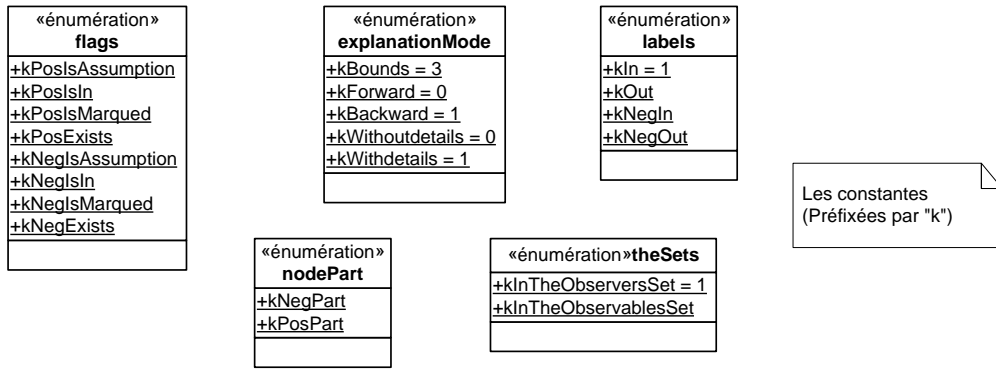 «énumération»
flags
+kPosIsAssumption
+kPosIsIn
+kPosIsMarqued
+kPosExists
+kNegIsAssumption
+kNegIsIn
+kNegIsMarqued
+kNegExists
«énumération»
explanationMode
+kBounds = 3
+kForward = 0
+kBackward = 1
+kWithoutdetails = 0
+kWithdetails = 1
«énumération»
labels
+kIn = 1
+kOut
+kNegIn
+kNegOut
Les constantes
(Préfixées par "k")
«énumération»
nodePart
+kNegPart
+kPosPart
«énumération»theSets
+kInTheObserversSet = 1
+kInTheObservablesSet